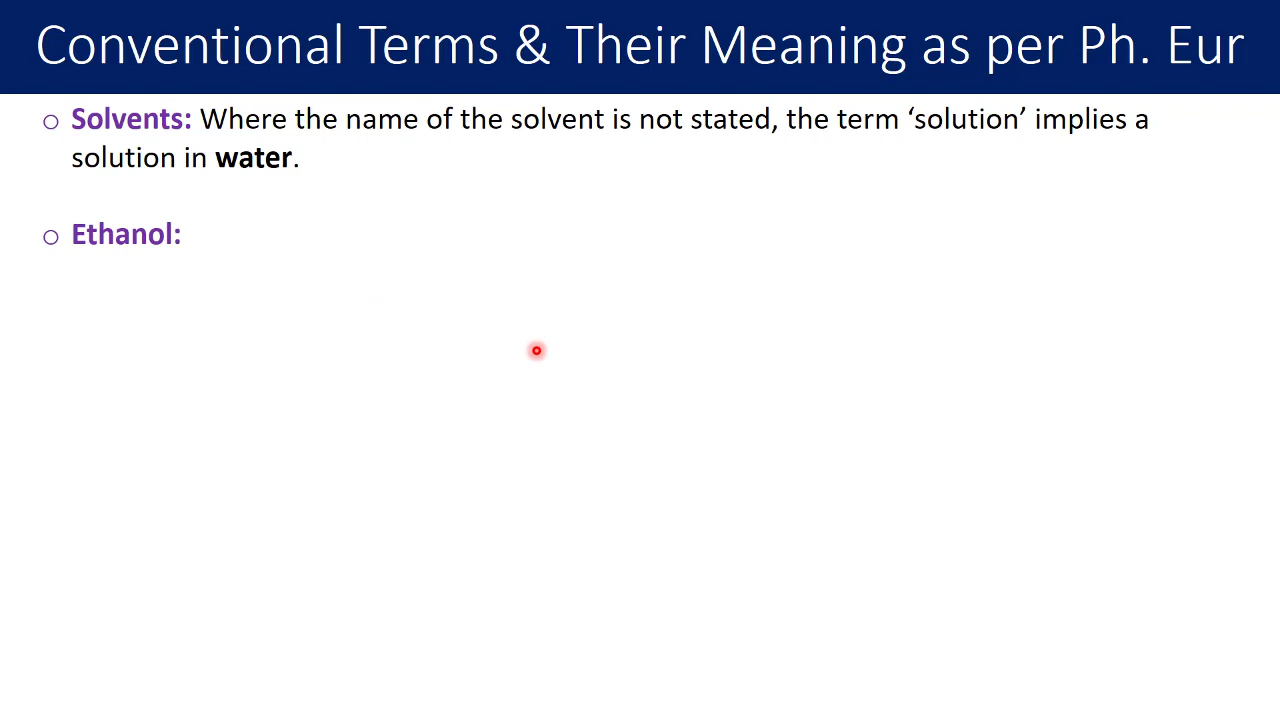 Conventional Terms & Their Meaning as per Ph. Eur
o Solvents: Where the name of the solvent is not stated, the term ‘solution’ implies a
solution in water.
o Ethanol: